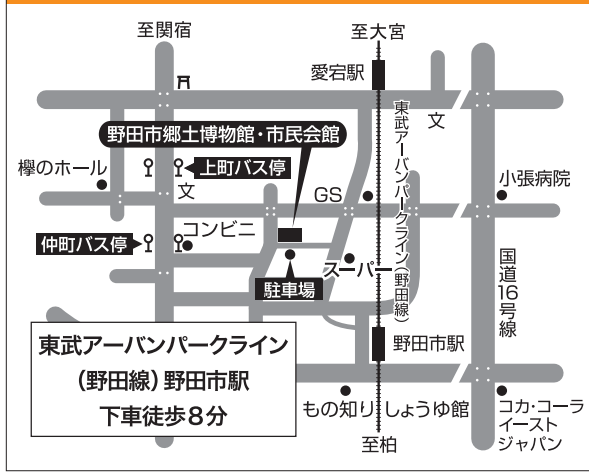 至関宿
至大宮
愛宕駅
東武アーバンパークライン(野田線)
文
野田市郷土博物館・市民会館
欅のホール
上町バス停
文
GS
小張病院
仲町バス停
コンビニ
スーパー
駐車場
国道16号線
東武アーバンパークライン
(野田線)野田市駅
下車徒歩8分
野田市駅
もの知りしょうゆ館
コカ・コーラ
イースト
ジャパン
至柏